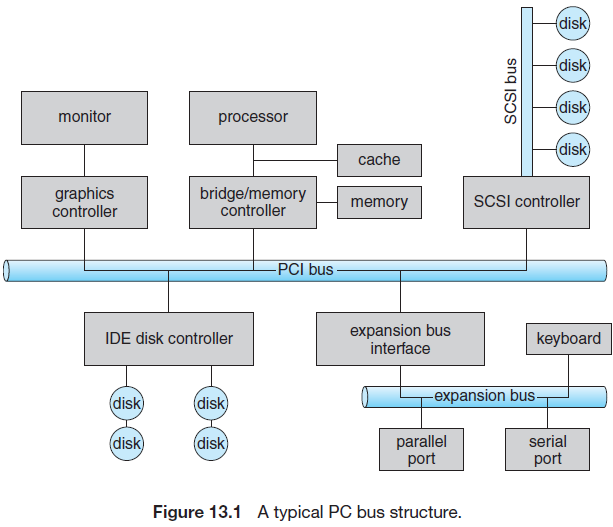 disk
disk
disk
disk
SCSI bus
monitor
processor
cache
graphics
controller
bridge/memory
controller
memory
SCSI controller
PCI bus
IDE disk controller
expansion bus
interface
keyboard
disk
disk
disk
disk
expansion bus
parallel
port
serial
port
Figure 13.1 A typical PC bus structure.